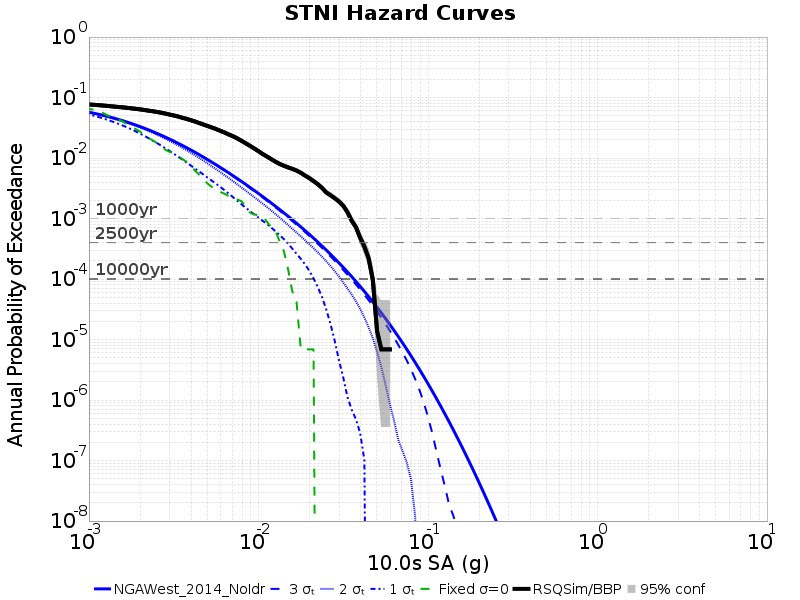 STNI Hazard Curves
Annual Probability of Exceedance
10^0
10^-1
10^-2
10^-3
10^-4
10^-5
10^-6
10^-7
10^-8
1000yr
2500yr
10000yr
10^-3 10^-2 10^-1 10^0 10^1
10.0s SA (g)
NGAWest_2014_NoIdr 3 σₜ 2 σₜ 1 σₜ Fixed σ=0 RSQSim/BBP 95% conf